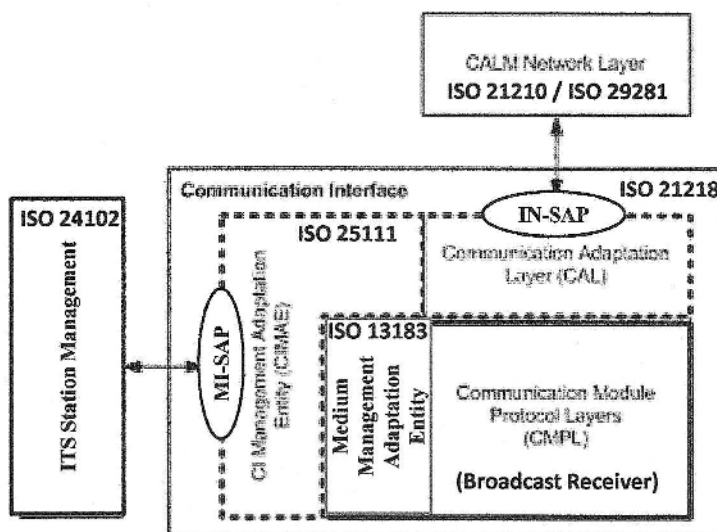 CALM Network Layer
ISO 21210 / ISO 29281
Communication Interface
ISO 21218
IN-SAP
ISO 24102
ITS Station Management
ISO 25111
Communication Adaptation
Layer (CAL)
MI-SAP
CI Management Adaptation
Entity (CIMAE)
ISO 13183
Medium
Management
Adaptation
Entity
Communication Module
Protocol Layers
(CMPL)
(Broadcast Receiver)